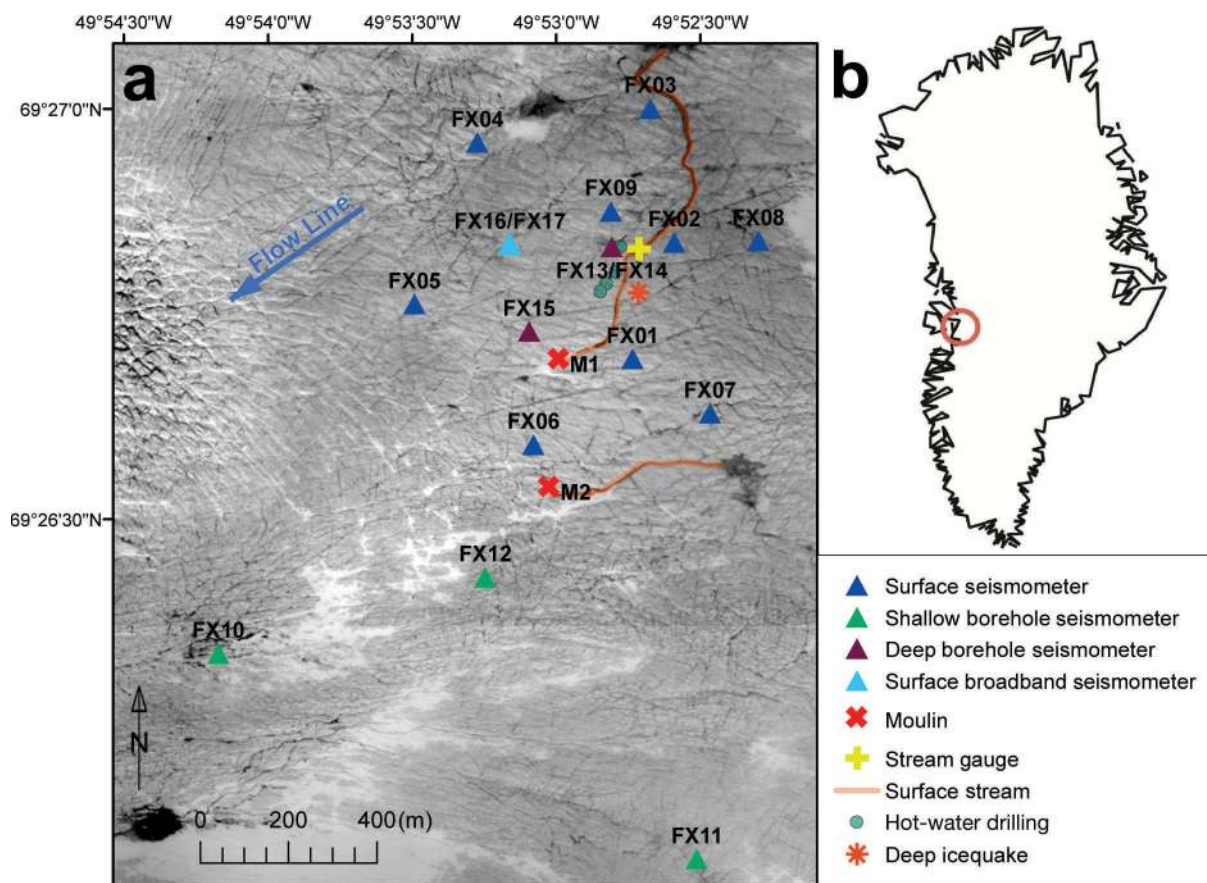 49°54'30"W 49°54'0"W 49°53'30"W 49°53'0"W 49°52'30"W
a
b
69°27'0"N
FX03
FX04
FX09
FX16/FX17
FX02
FX08
Flow Line
FX13/FX14
FX05
FX15
FX01
M1
FX07
FX06
M2
69°26'30"N
FX12
FX10
N
0 200 400(m)
FX11
Surface seismometer
Shallow borehole seismometer
Deep borehole seismometer
Surface broadband seismometer
Moulin
Stream gauge
Surface stream
Hot-water drilling
Deep icequake